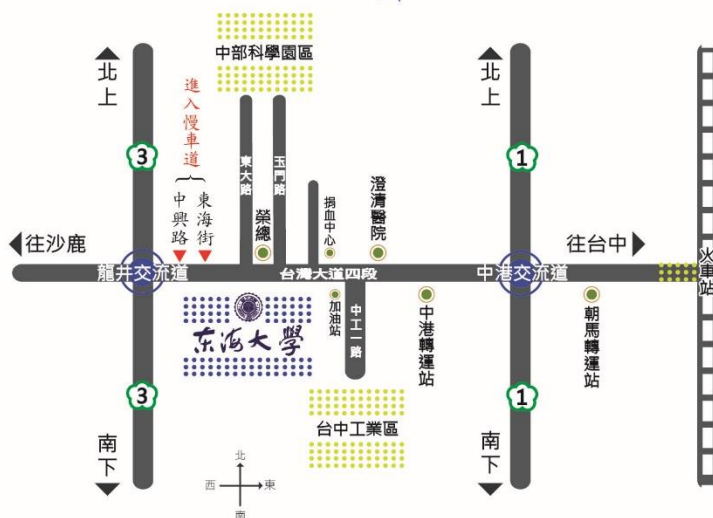 中部科學園區
北上
北上
進入慢車道
3
1
東大路
玉門路
中興路
東海街
榮總
捐血中心
澄清醫院
往沙鹿
往台中
火車站
龍井交流道
台灣大道四段
中港交流道
东海大學
加油站
中工一路
中港轉運站
朝馬轉運站
3
1
台中工業區
南下
南下
北
西
東
南